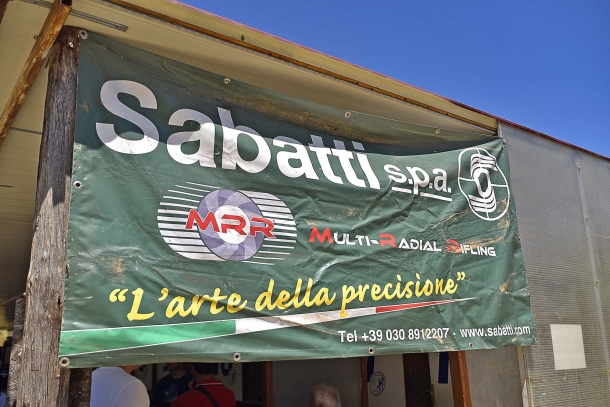 Sabatti s.p.a.
MRR Multi-Radial Rifling
"L'arte della precisione"
Tel +39 030 8912207 - www.sabatti.com